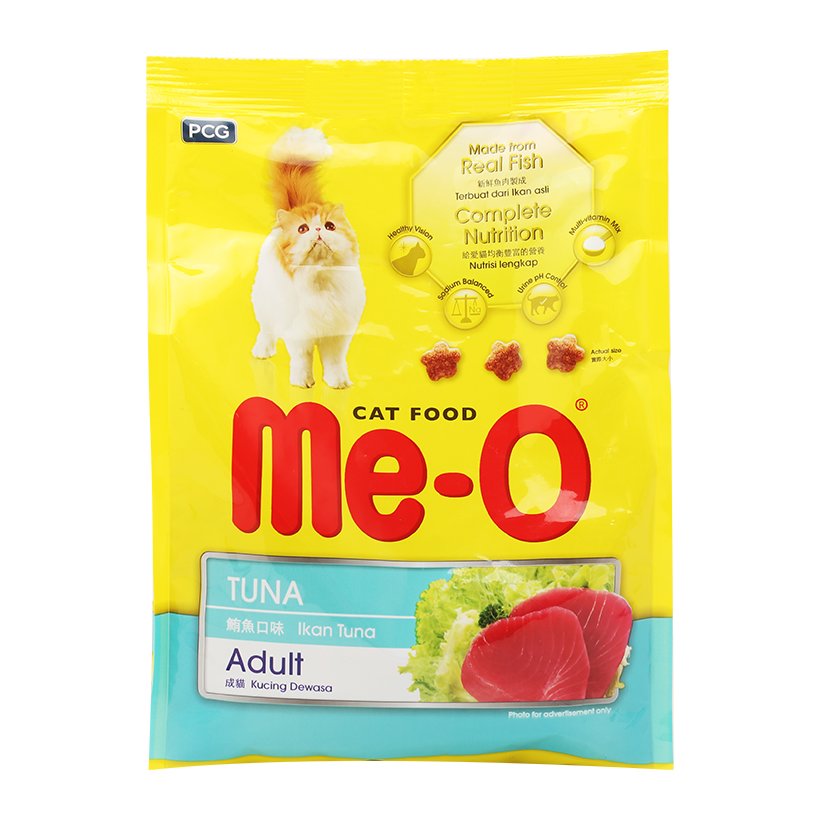 PCG
Made from
Real Fish
新鮮魚肉製成
Terbuat dari Ikan asli
Complete
Nutrition
給愛貓均衡豐富的營養
Nutrisi lengkap
Healthy Vision
Sodium Balanced
Na
Urine pH Control
Multi-vitamin Mix
Actual size
實際大小
CAT FOOD
me-O®
TUNA
鮪魚口味 Ikan Tuna
Adult
成貓 Kucing Dewasa
Photo for advertisement only